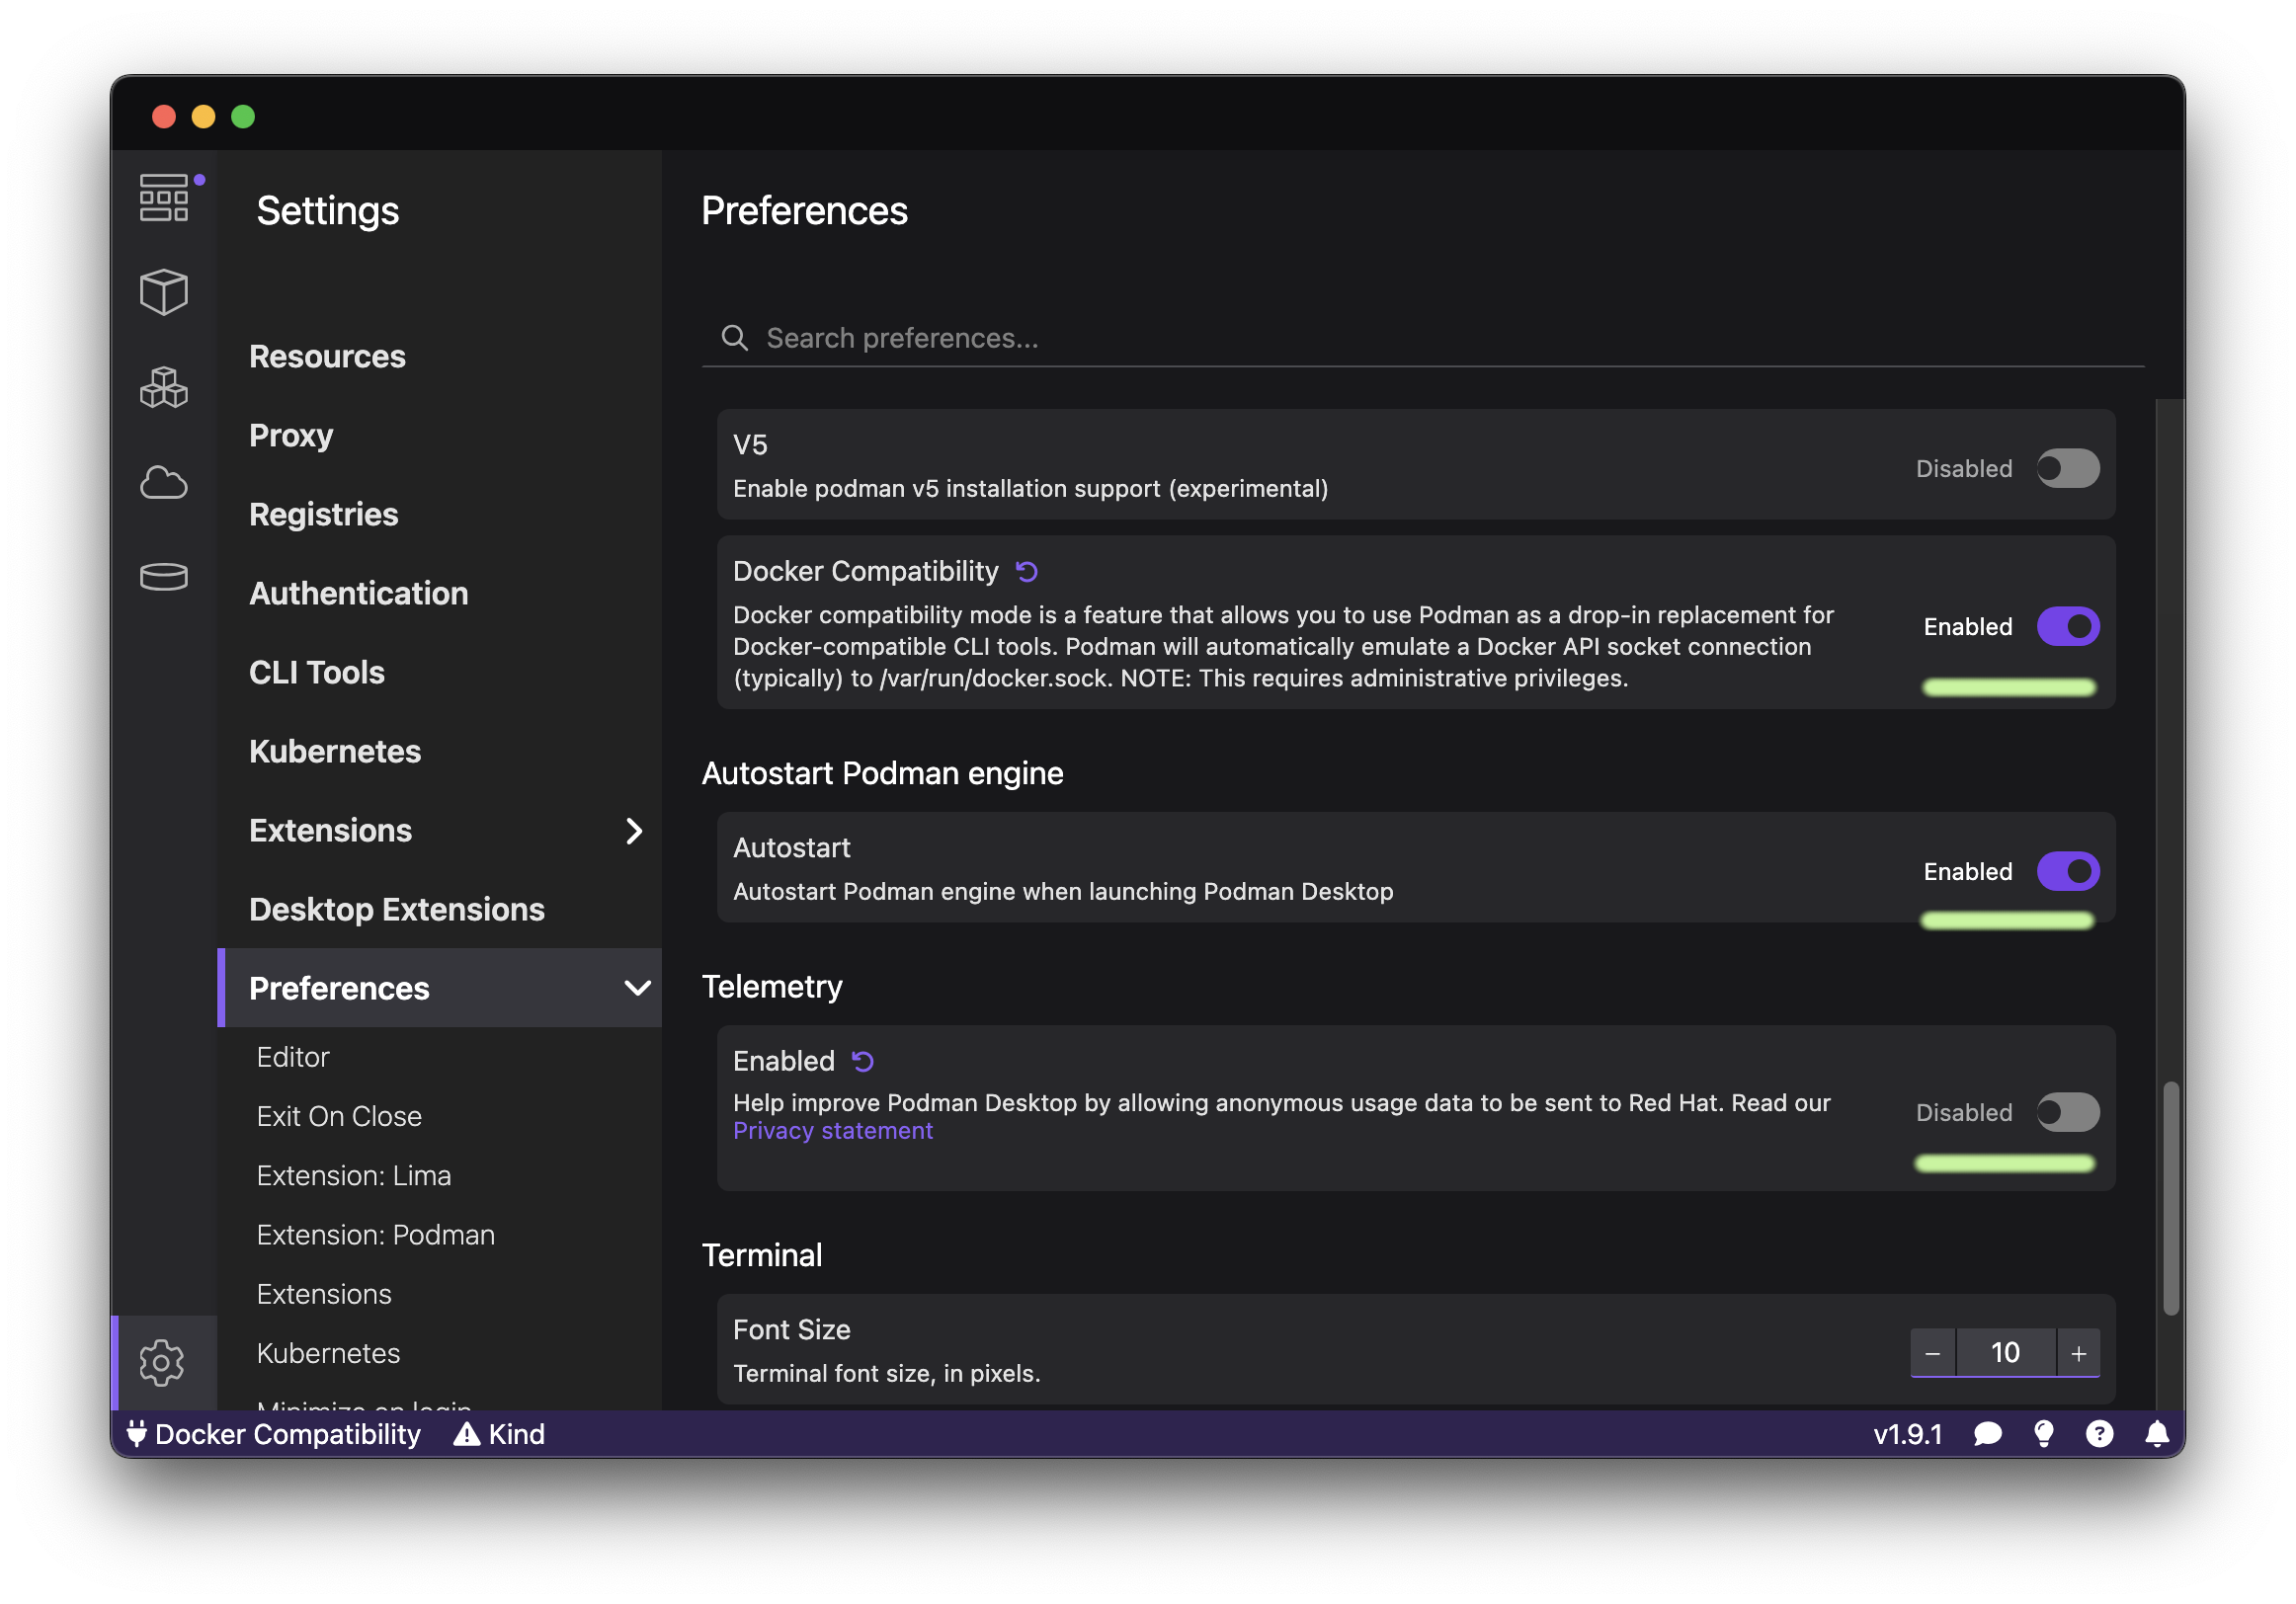 Settings
Resources
Proxy
Registries
Authentication
CLI Tools
Kubernetes
Extensions
Desktop Extensions
Preferences
Editor
Exit On Close
Extension: Lima
Extension: Podman
Extensions
Kubernetes
Minimize on login
Preferences
Search preferences...
V5
Enable podman v5 installation support (experimental)
Disabled
Docker Compatibility
Docker compatibility mode is a feature that allows you to use Podman as a drop-in replacement for
Docker-compatible CLI tools. Podman will automatically emulate a Docker API socket connection
(typically) to /var/run/docker.sock. NOTE: This requires administrative privileges.
Enabled
Autostart Podman engine
Autostart
Autostart Podman engine when launching Podman Desktop
Enabled
Telemetry
Enabled
Help improve Podman Desktop by allowing anonymous usage data to be sent to Red Hat. Read our
Privacy statement
Disabled
Terminal
Font Size
Terminal font size, in pixels.
10
Docker Compatibility
Kind
v1.9.1